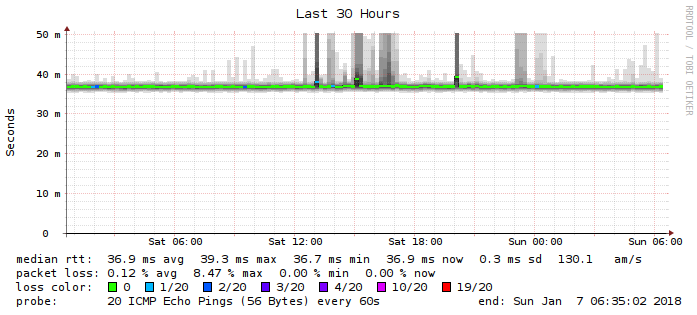 Last 30 Hours
RRDTOOL / TOBI OETIKER
Seconds
50 m
40 m
30 m
20 m
10 m
0
Sat 06:00 Sat 12:00 Sat 18:00 Sun 00:00 Sun 06:00
median rtt: 36.9 ms avg 39.3 ms max 36.7 ms min 36.9 ms now 0.3 ms sd 130.1 am/s
packet loss: 0.12 % avg 8.47 % max 0.00 % min 0.00 % now
loss color: 0 1/20 2/20 3/20 4/20 10/20 19/20
probe: 20 ICMP Echo Pings (56 Bytes) every 60s end: Sun Jan 7 06:35:02 2018